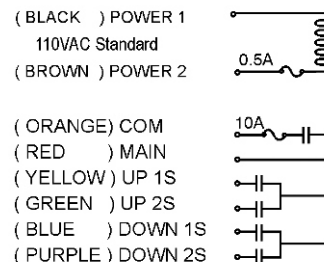 ( BLACK ) POWER 1
110VAC Standard
0.5A
( BROWN ) POWER 2
( ORANGE) COM
10A
( RED ) MAIN
( YELLOW ) UP 1S
( GREEN ) UP 2S
( BLUE ) DOWN 1S
( PURPLE ) DOWN 2S